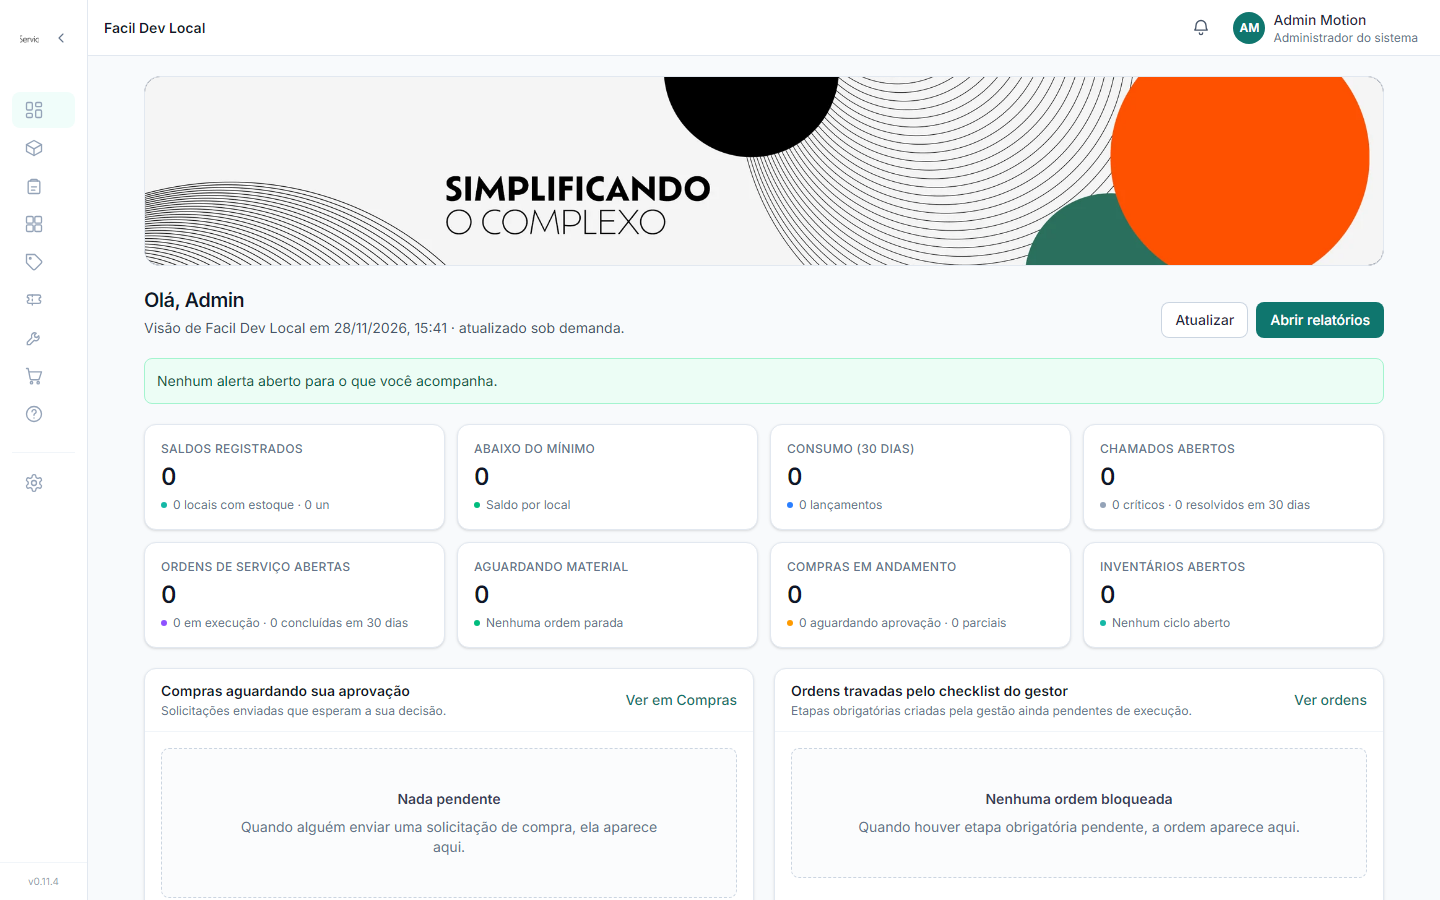 Facil Dev Local
AM
Admin Motion
Administrador do sistema
SIMPLIFICANDO
O COMPLEXO
Olá, Admin
Visão de Facil Dev Local em 28/11/2026, 15:41 · atualizado sob demanda.
Atualizar
Abrir relatórios
Nenhum alerta aberto para o que você acompanha.
SALDOS REGISTRADOS
0
0 locais com estoque · 0 un
ABAIXO DO MÍNIMO
0
Saldo por local
CONSUMO (30 DIAS)
0
0 lançamentos
CHAMADOS ABERTOS
0
0 críticos · 0 resolvidos em 30 dias
ORDENS DE SERVIÇO ABERTAS
0
0 em execução · 0 concluídas em 30 dias
AGUARDANDO MATERIAL
0
Nenhuma ordem parada
COMPRAS EM ANDAMENTO
0
0 aguardando aprovação · 0 parciais
INVENTÁRIOS ABERTOS
0
Nenhum ciclo aberto
Compras aguardando sua aprovação
Solicitações enviadas que esperam a sua decisão.
Ver em Compras
Nada pendente
Quando alguém enviar uma solicitação de compra, ela aparece
aqui.
Ordens travadas pelo checklist do gestor
Etapas obrigatórias criadas pela gestão ainda pendentes de execução.
Ver ordens
Nenhuma ordem bloqueada
Quando houver etapa obrigatória pendente, a ordem aparece aqui.
v0.11.4